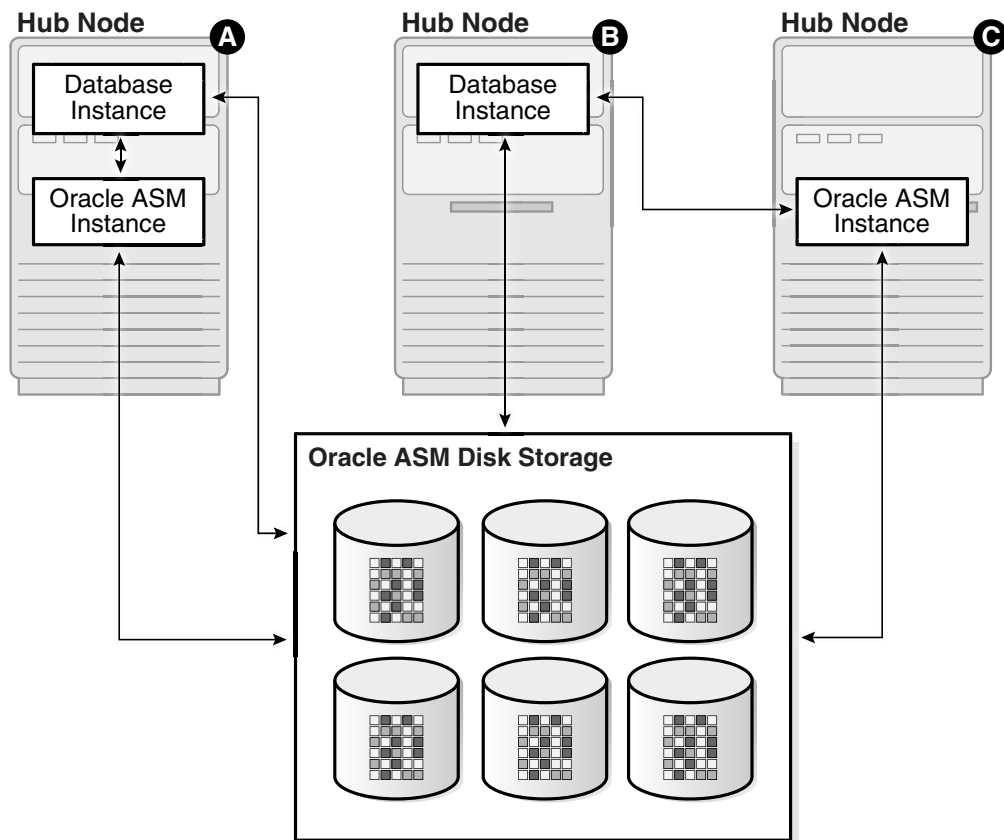 Hub Node
A
Database
Instance
Oracle ASM
Instance
Hub Node
B
Database
Instance
Hub Node
C
Oracle ASM
Instance
Oracle ASM Disk Storage